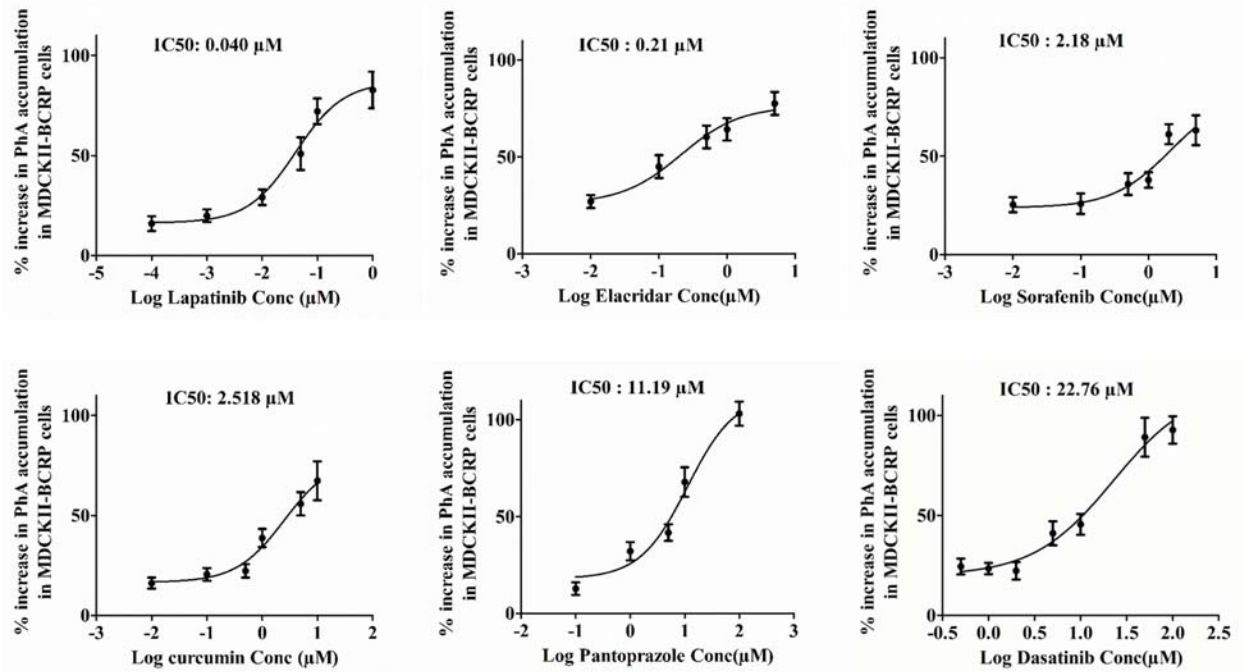 % increase in PhA accumulation
in MDCKII-BCRP cells
IC50: 0.040 µM
100
50
0
-5 -4 -3 -2 -1 0
Log Lapatinib Conc (µM)
% increase in PhA accumulation
in MDCKII-BCRP cells
IC50 : 0.21 µM
100
50
0
-3 -2 -1 0 1
Log Elacridar Conc(µM)
% increase in PhA accumulation
in MDCKII-BCRP cells
IC50 : 2.18 µM
100
50
0
-3 -2 -1 0 1
Log Sorafenib Conc(µM)
% increase in PhA accumulation
in MDCKII-BCRP cells
IC50: 2.518 µM
100
50
0
-3 -2 -1 0 1 2
Log curcumin Conc (µM)
% increase in PhA accumulation
in MDCKII-BCRP cells
IC50 : 11.19 µM
100
50
0
-1 0 1 2 3
Log Pantoprazole Conc(µM)
% increase in PhA accumulation
in MDCKII-BCRP cells
IC50 : 22.76 µM
100
50
0
-0.5 0.0 0.5 1.0 1.5 2.0 2.5
Log Dasatinib Conc(µM)